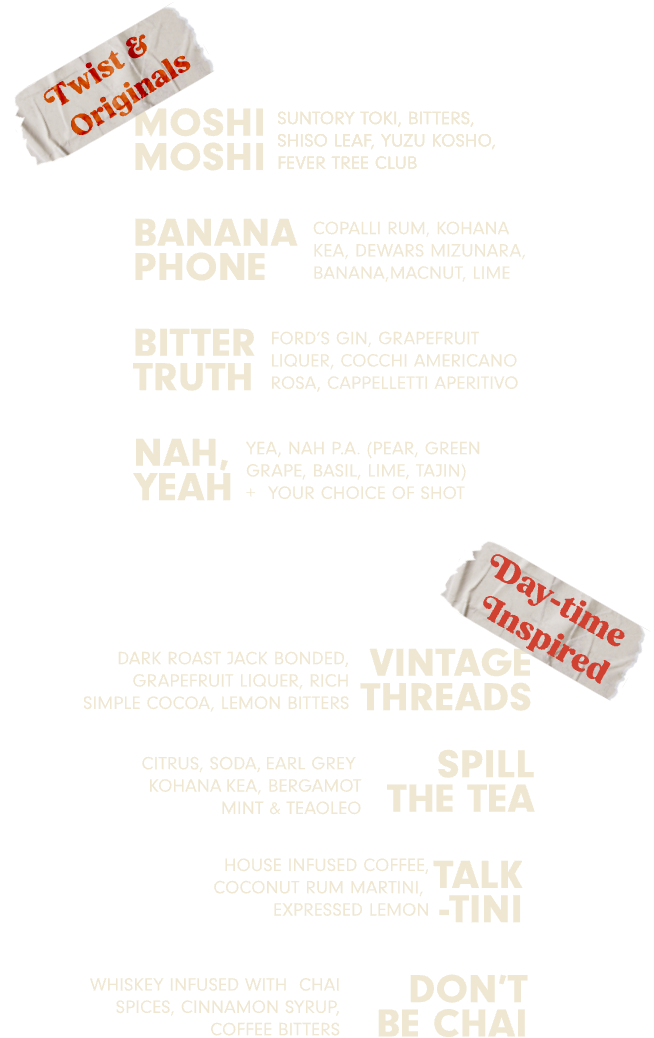 Twist &
Originals
MOSHI
MOSHI
SUNTORY TOKI, BITTERS,
SHISO LEAF, YUZU KOSHO,
FEVER TREE CLUB
BANANA
PHONE
COPALLI RUM, KOHANA
KEA, DEWARS MIZUNARA,
BANANA,MACNUT, LIME
BITTER
TRUTH
FORD'S GIN, GRAPEFRUIT
LIQUER, COCCHI AMERICANO
ROSA, CAPPELLETTI APERITIVO
NAH,
YEAH
YEA, NAH P.A. (PEAR, GREEN
GRAPE, BASIL, LIME, TAJIN)
+ YOUR CHOICE OF SHOT
Day-time
Inspired
VINTAGE
THREADS
DARK ROAST JACK BONDED,
GRAPEFRUIT LIQUER, RICH
SIMPLE COCOA, LEMON BITTERS
SPILL
THE TEA
CITRUS, SODA, EARL GREY
KOHANA KEA, BERGAMOT
MINT & TEAOLEO
TALK
-TINI
HOUSE INFUSED COFFEE,
COCONUT RUM MARTINI,
EXPRESSED LEMON
DON'T
BE CHAI
WHISKEY INFUSED WITH CHAI
SPICES, CINNAMON SYRUP,
COFFEE BITTERS